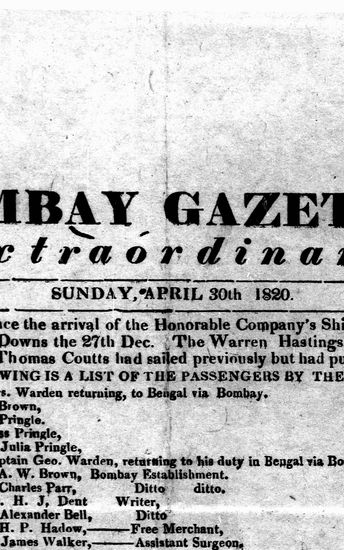 MBAY GAZET
xtraordinar
SUNDAY, APRIL 30th 1820.
ce the arrival of the Honorable Company's Shi
Downs the 27th Dec. The Warren Hastings
Thomas Coutts had sailed previously but had pu
WING IS A LIST OF THE PASSENGERS BY THE
s. Warden returning, to Bengal via Bombay.
Brown,
Pringle.
ss Pringle,
Julia Pringle,
ptain Geo. Warden, returning to his duty in Bengal via Bo
A. W. Brown, Bombay Establishment.
Charles Parr, Ditto ditto.
H. J. Dent Writer,
Alexander Bell, Ditto
H. P. Hadow,——Free Merchant,
James Walker,——Assistant Surgeon,